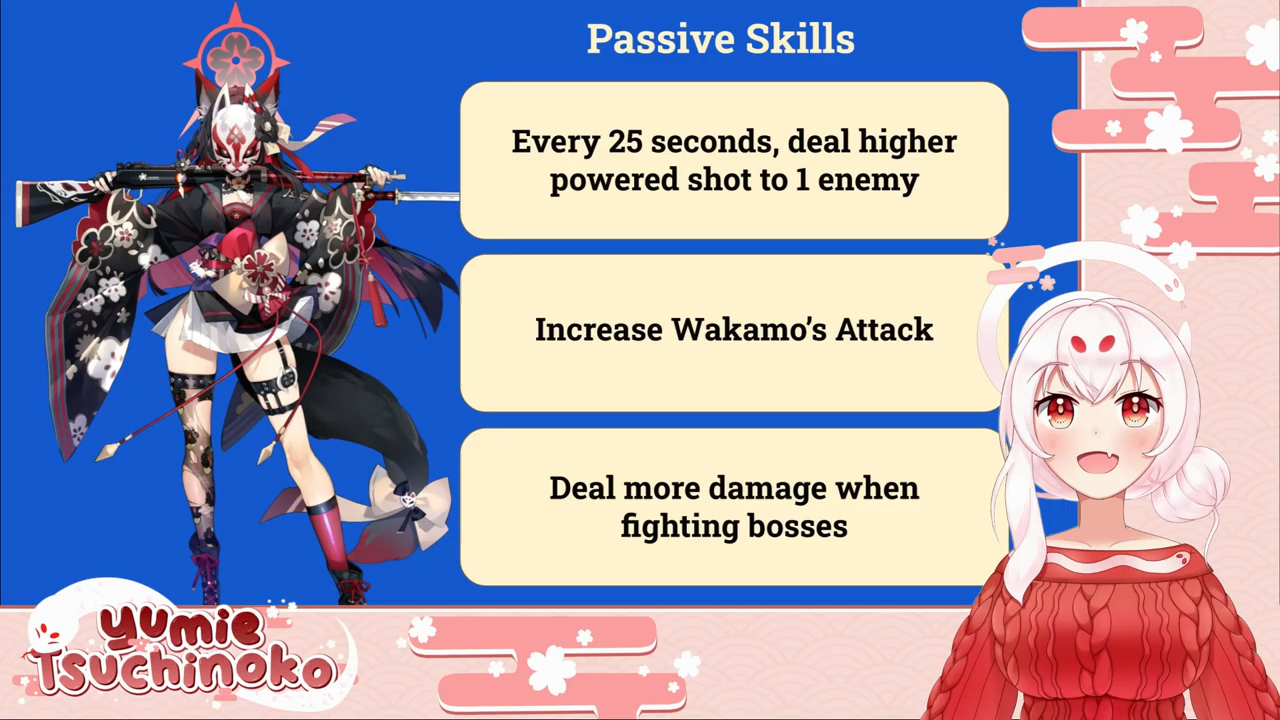 Passive Skills
Every 25 seconds, deal higher
powered shot to 1 enemy
Increase Wakamo’s Attack
Deal more damage when
fighting bosses
yumie
Tsuchinoko